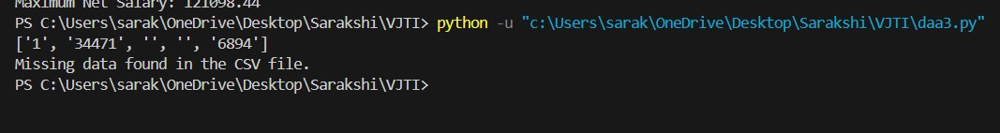 Maximum Net Salary: 121098.44
PS C:\Users\sarak\OneDrive\Desktop\Sarakshi\VJTI> python -u "c:\Users\sarak\OneDrive\Desktop\Sarakshi\VJTI\daa3.py"
['1', '34471', '', '', '6894']
Missing data found in the CSV file.
PS C:\Users\sarak\OneDrive\Desktop\Sarakshi\VJTI>